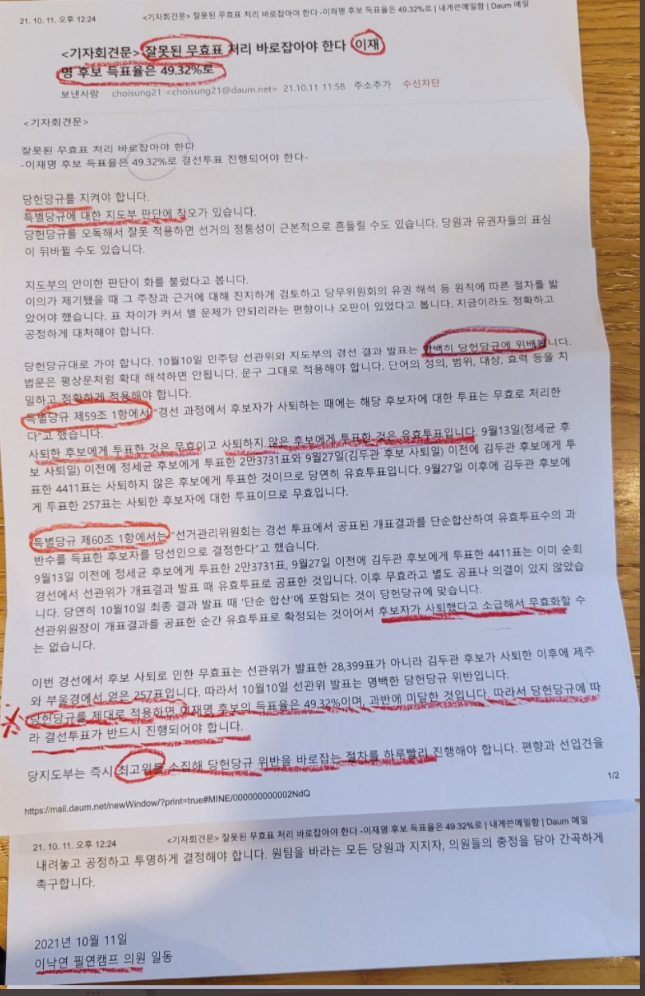 21. 10. 11. 오후 12:24 <기자회견문> 잘못된 무효표 처리 바로잡아야 한다 -이재명 후보 득표율은 49.32%로 | 내게쓴메일함 | Daum 메일
<기자회견문> 잘못된 무효표 처리 바로잡아야 한다 이재
명 후보 득표율은 49.32%로
보낸사람 choisung21 <choisung21@daum.net> 21.10.11 11:58 주소추가 수신차단
<기자회견문>
잘못된 무효표 처리 바로잡아야 한다
-이재명 후보 득표율은 49.32%로 결선투표 진행되어야 한다-
당헌당규를 지켜야 합니다.
특별당규에 대한 지도부 판단에 착오가 있습니다.
당헌당규를 오독해서 잘못 적용하면 선거의 정통성이 근본적으로 흔들릴 수도 있습니다. 당원과 유권자들의 표심
이 뒤바뀔 수도 있습니다.
지도부의 안이한 판단이 화를 불렀다고 봅니다.
이의가 제기됐을 때 그 주장과 근거에 대해 진지하게 검토하고 당무위원회의 유권 해석 등 원칙에 따른 절차를 밟
았어야 했습니다. 표 차이가 커서 별 문제가 안되리라는 편향이나 오판이 있었다고 봅니다. 지금이라도 정확하고
공정하게 대처해야 합니다.
당헌당규대로 가야 합니다. 10월10일 민주당 선관위와 지도부의 경선 결과 발표는 명백히 당헌당규에 위배됩니다.
법문은 평상문처럼 확대 해석하면 안됩니다. 문구 그대로 적용해야 합니다. 단어의 정의, 범위, 대상, 효력 등을 치
밀하고 정확하게 적용해야 합니다.
특별당규 제59조 1항에서 "경선 과정에서 후보자가 사퇴하는 때에는 해당 후보자에 대한 투표는 무효로 처리한
다"고 했습니다.
사퇴한 후보에게 투표한 것은 무효이고 사퇴하지 않은 후보에게 투표한 것은 유효투표입니다. 9월13일(정세균 후
보 사퇴일) 이전에 정세균 후보에게 투표한 2만3731표와 9월27일(김두관 후보 사퇴일) 이전에 김두관 후보에게 투
표한 4411표는 사퇴하지 않은 후보에게 투표한 것이므로 당연히 유효투표입니다. 9월27일 이후에 김두관 후보에
게 투표한 257표는 사퇴한 후보자에 대한 투표이므로 무효입니다.
특별당규 제60조 1항에서는 "선거관리위원회는 경선 투표에서 공표된 개표결과를 단순합산하여 유효투표수의 과
반수를 득표한 후보자를 당선인으로 결정한다"고 했습니다.
9월13일 이전에 정세균 후보에게 투표한 2만3731표, 9월27일 이전에 김두관 후보에게 투표한 4411표는 이미 순회
경선에서 선관위가 개표결과 발표 때 유효투표로 공표한 것입니다. 이후 무효라고 별도 공표나 의결이 있지 않았습
니다. 당연히 10월10일 최종 결과 발표 때 '단순 합산'에 포함되는 것이 당헌당규에 맞습니다.
선관위원장이 개표결과를 공표한 순간 유효투표로 확정되는 것이어서 후보자가 사퇴했다고 소급해서 무효화할 수
는 없습니다.
이번 경선에서 후보 사퇴로 인한 무효표는 선관위가 발표한 28,399표가 아니라 김두관 후보가 사퇴한 이후에 제주
와 부울경에서 얻은 257표입니다. 따라서 10월10일 선관위 발표는 명백한 당헌당규 위반입니다.
당헌당규를 제대로 적용하면 이재명 후보의 득표율은 49.32%이며, 과반에 미달한 것입니다. 따라서 당헌당규에 따
라 결선투표가 반드시 진행되어야 합니다.
당지도부는 즉시 최고위를 소집해 당헌당규 위반을 바로잡는 절차를 하루빨리 진행해야 합니다. 편향과 선입견을
1/2
https://mail.daum.net/newWindow/?print=true#MINE/000000000002NdQ
21. 10. 11. 오후 12:24 <기자회견문> 잘못된 무효표 처리 바로잡아야 한다 -이재명 후보 득표율은 49.32%로 | 내게쓴메일함 | Daum 메일
내려놓고 공정하고 투명하게 결정해야 합니다. 원팀을 바라는 모든 당원과 지지자, 의원들의 충정을 담아 간곡하게
촉구합니다.
2021년 10월 11일
이낙연 필연캠프 의원 일동